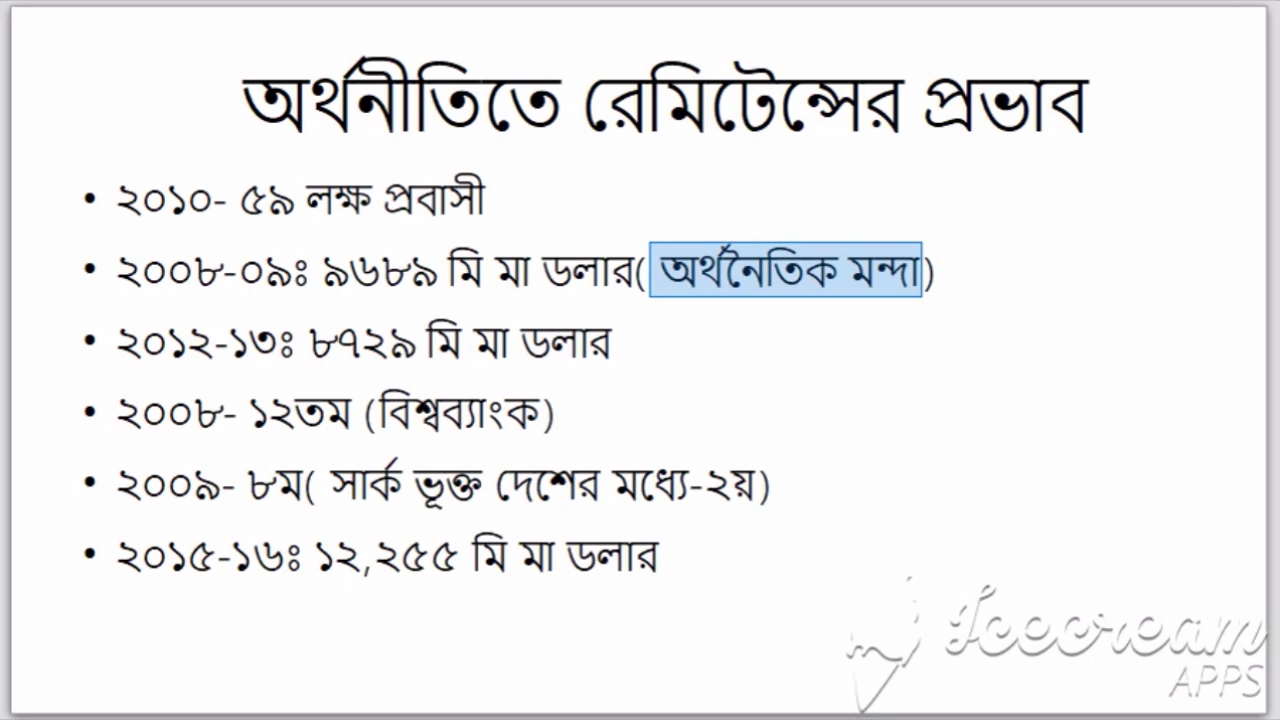 অর্থনীতিতে রেমিটেন্সের প্রভাব
• ২০১০- ৫৯ লক্ষ প্রবাসী
• ২০০৮-০৯ঃ ৯৬৮৯ মি মা ডলার( অর্থনৈতিক মন্দা)
• ২০১২-১৩ঃ ৮৭২৯ মি মা ডলার
• ২০০৮- ১২তম (বিশ্বব্যাংক)
• ২০০৯- ৮ম( সার্ক ভূক্ত দেশের মধ্যে-২য়)
• ২০১৫-১৬ঃ ১২,২৫৫ মি মা ডলার
Icecream
APPS